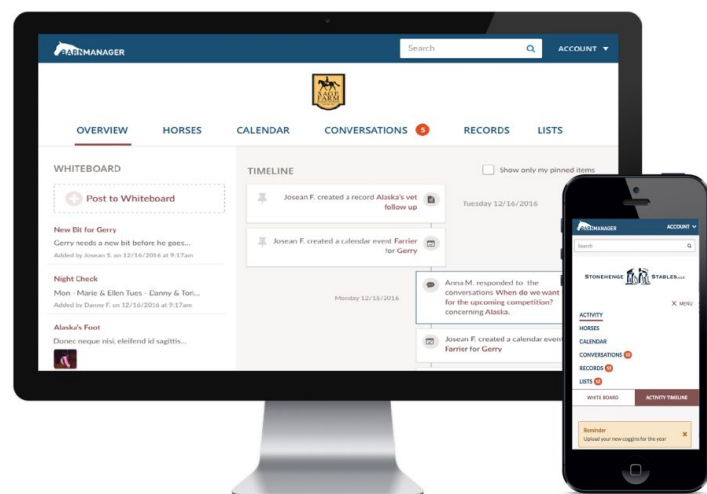 BARNMANAGER
Search
ACCOUNT
SAGE
FARM
OVERVIEW
HORSES
CALENDAR
CONVERSATIONS 5
RECORDS
LISTS
WHITEBOARD
Post to Whiteboard
New Bit for Gerry
Gerry needs a new bit before he goes...
Added by Josean S. on 12/16/2016 at 9:17am
Night Check
Mon - Marie & Ellen Tues - Danny & Tori...
Added by Danny F. on 12/16/2016 at 9:17am
Alaska's Foot
Donec neque nisi, eleifend id sagittis...
TIMELINE
Show only my pinned items
Josean F. created a record Alaska's vet
follow up
Tuesday 12/16/2016
Josean F. created a calendar event Farrier
for Gerry
Monday 12/15/2016
Anna M. responded to the
conversations When do we want
for the upcoming competition?
concerning Alaska.
Josean F. created a calendar event
Farrier for Gerry
BARNMANAGER
ACCOUNT
Search
STONEHENGE STABLES
X MENU
ACTIVITY
HORSES
CALENDAR
CONVERSATIONS
RECORDS
LISTS
WHITE BOARD
ACTIVITY TIMELINE
Reminder
Upload your new coggins for the year